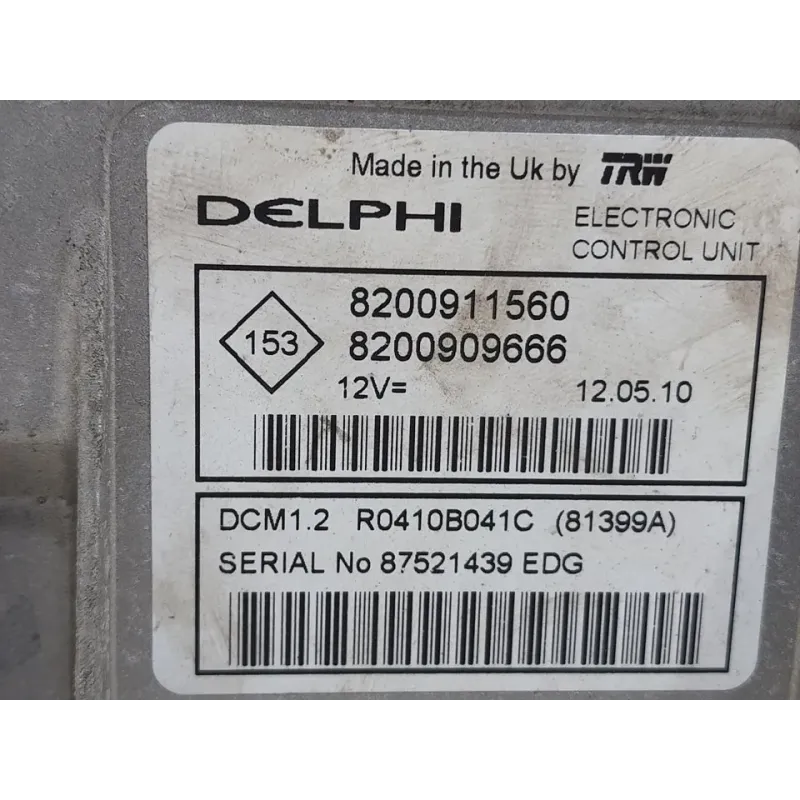 Made in the Uk by TRW
DELPHI
ELECTRONIC
CONTROL UNIT
153
8200911560
8200909666
12V=
12.05.10
DCM1.2 R0410B041C (81399A)
SERIAL No 87521439 EDG